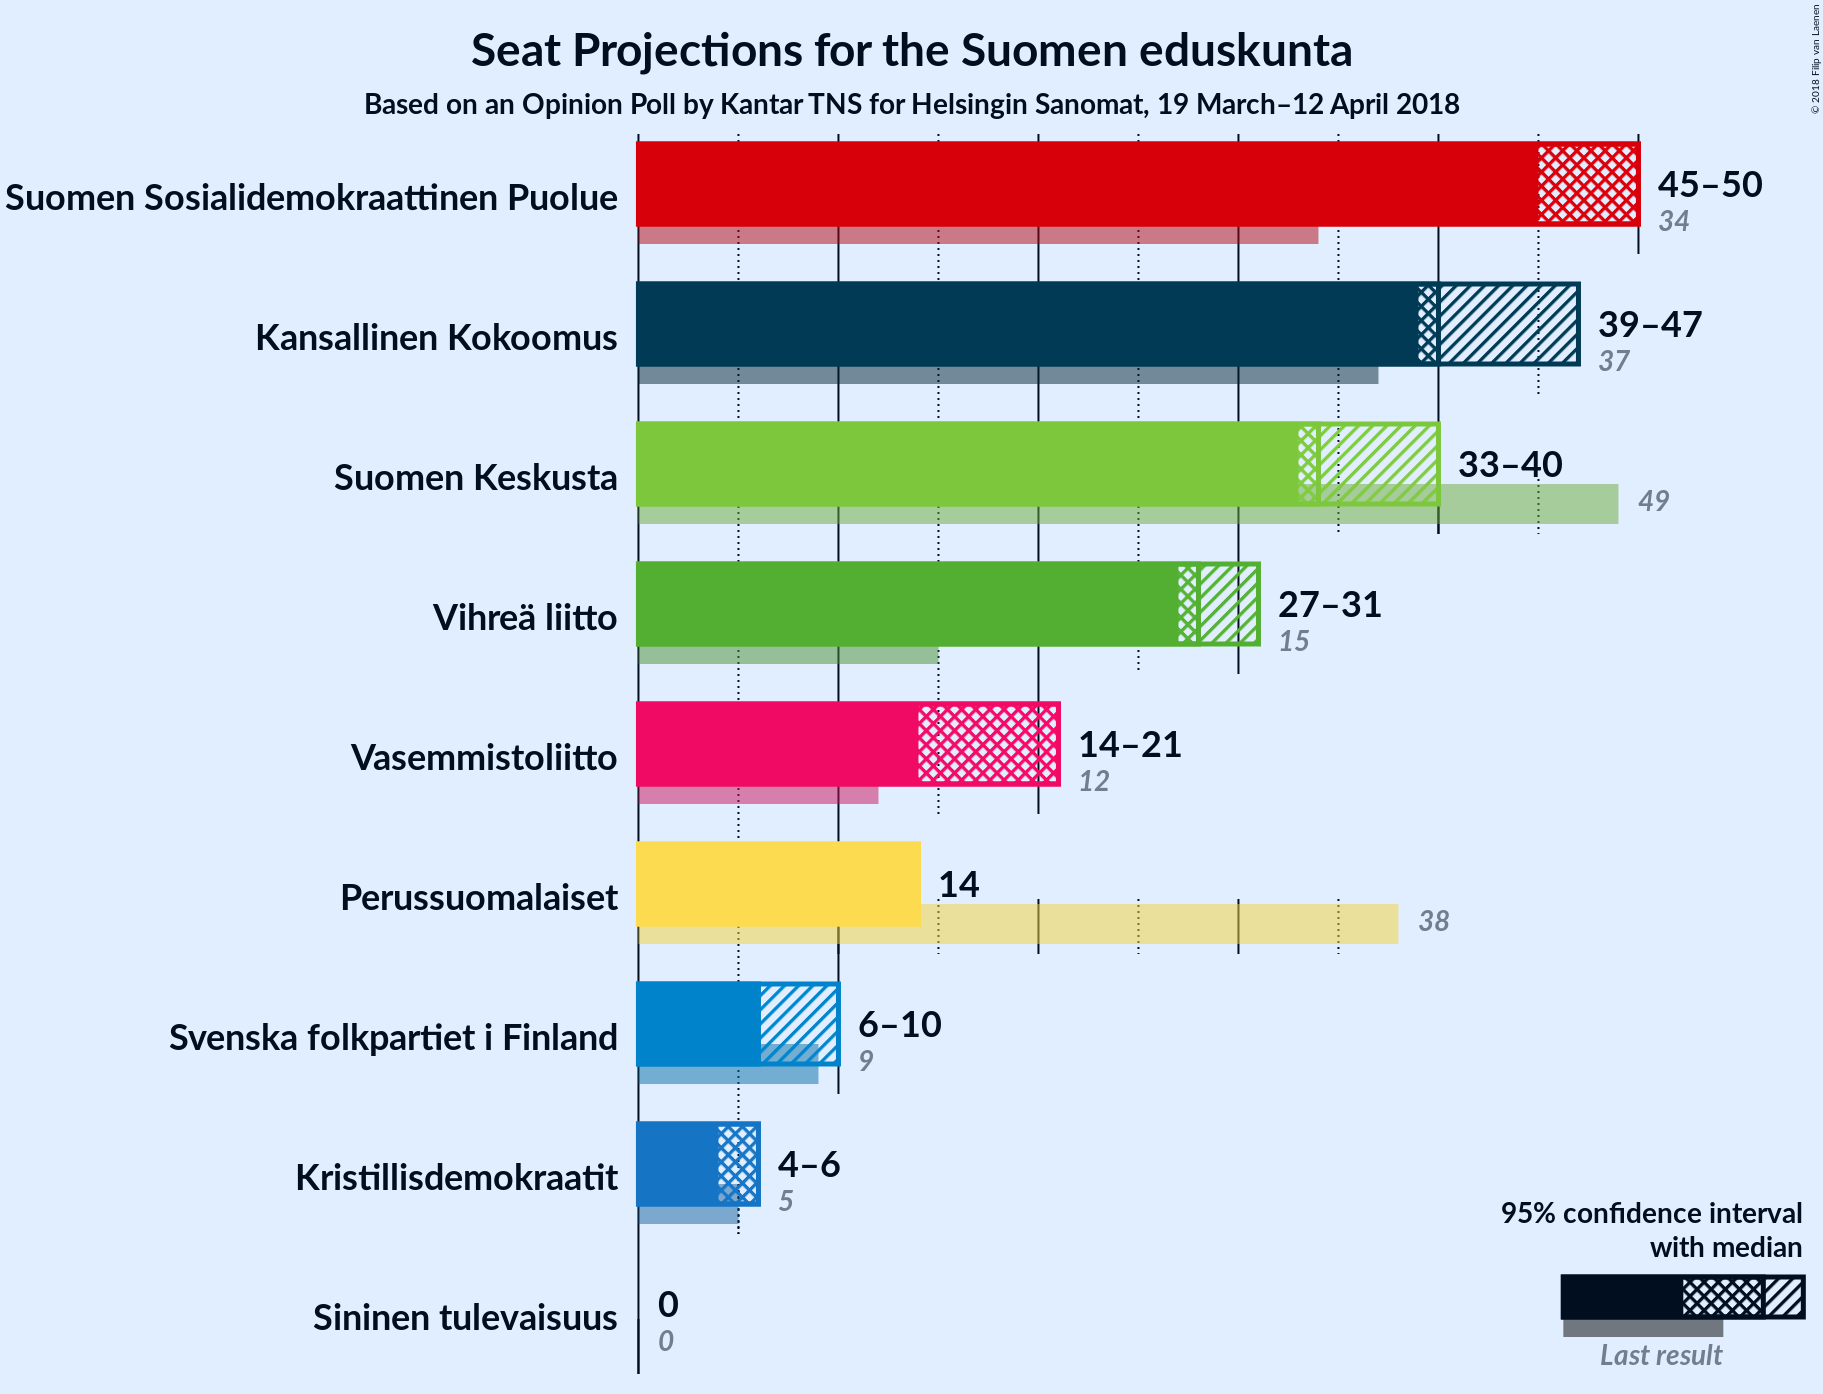 Seat Projections for the Suomen eduskunta
Based on an Opinion Poll by Kantar TNS for Helsingin Sanomat, 19 March–12 April 2018
© 2018 Filip van Laenen
Suomen Sosialidemokraattinen Puolue
45–50
34
Kansallinen Kokoomus
39–47
37
Suomen Keskusta
33–40
49
Vihreä liitto
27–31
15
Vasemmistoliitto
14–21
12
Perussuomalaiset
14
38
Svenska folkpartiet i Finland
6–10
9
Kristillisdemokraatit
4–6
5
Sininen tulevaisuus
0
0
95% confidence interval
with median
Last result